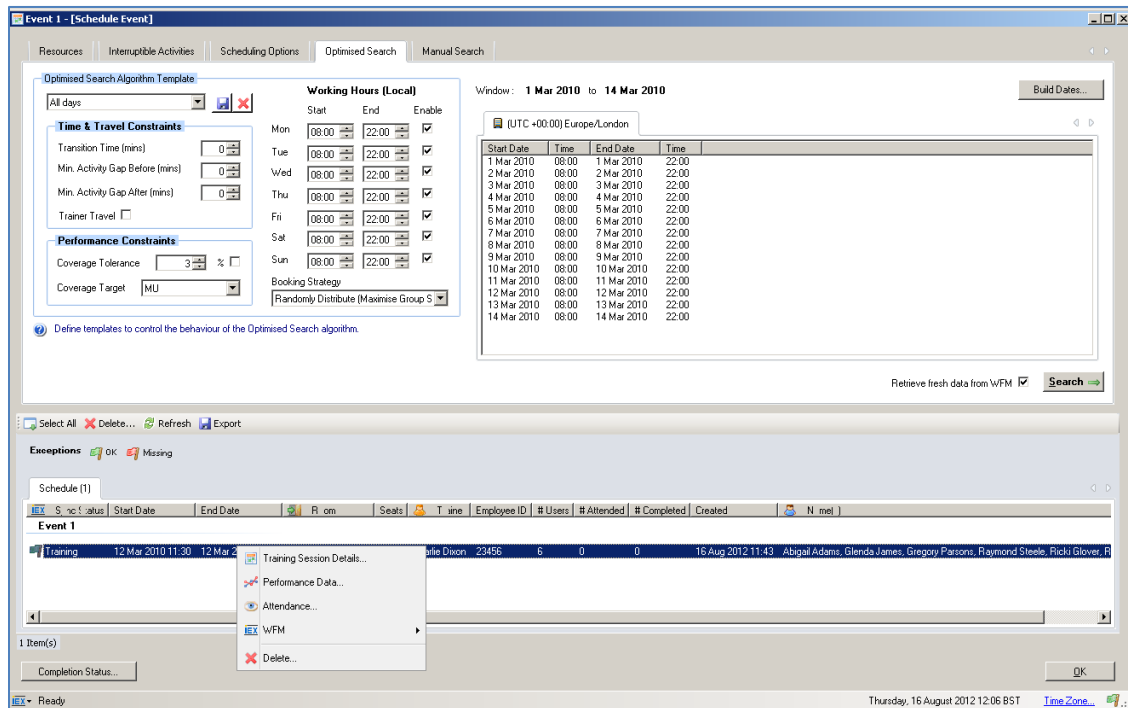 Event 1 - [Schedule Event]
Resources Interruptible Activities Scheduling Options Optimised Search Manual Search
Optimised Search Algorithm Template
All days
Time & Travel Constraints
Transition Time (mins) 0
Min. Activity Gap Before (mins) 0
Min. Activity Gap After (mins) 0
Trainer Travel
Performance Constraints
Coverage Tolerance 3 %
Coverage Target MU
Working Hours (Local)
Start End Enable
Mon 08:00 22:00
Tue 08:00 22:00
Wed 08:00 22:00
Thu 08:00 22:00
Fri 08:00 22:00
Sat 08:00 22:00
Sun 08:00 22:00
Booking Strategy
Randomly Distribute (Maximise Group S
Define templates to control the behaviour of the Optimised Search algorithm.
Window : 1 Mar 2010 to 14 Mar 2010
Build Dates...
(UTC +00:00) Europe/London
Start Date Time End Date Time
1 Mar 2010 08:00 1 Mar 2010 22:00
2 Mar 2010 08:00 2 Mar 2010 22:00
3 Mar 2010 08:00 3 Mar 2010 22:00
4 Mar 2010 08:00 4 Mar 2010 22:00
5 Mar 2010 08:00 5 Mar 2010 22:00
6 Mar 2010 08:00 6 Mar 2010 22:00
7 Mar 2010 08:00 7 Mar 2010 22:00
8 Mar 2010 08:00 8 Mar 2010 22:00
9 Mar 2010 08:00 9 Mar 2010 22:00
10 Mar 2010 08:00 10 Mar 2010 22:00
11 Mar 2010 08:00 11 Mar 2010 22:00
12 Mar 2010 08:00 12 Mar 2010 22:00
13 Mar 2010 08:00 13 Mar 2010 22:00
14 Mar 2010 08:00 14 Mar 2010 22:00
Retrieve fresh data from WFM Search
Select All Delete... Refresh Export
Exceptions OK Missing
Schedule (1)
IEX Start Date End Date Seats Employee ID # Users # Attended # Completed Created
Event 1
Training 12 Mar 2010 11:30 12 Mar 2 arlie Dixon 23456 6 0 0 16 Aug 2012 11:43 Abigail Adams, Glenda James, Gregory Parsons, Raymond Steele, Ricki Glover, R
Training Session Details...
Performance Data...
Attendance...
IEX WFM
Delete...
1 Item(s)
Completion Status... OK
IEX Ready Thursday, 16 August 2012 12:06 BST Time Zone...